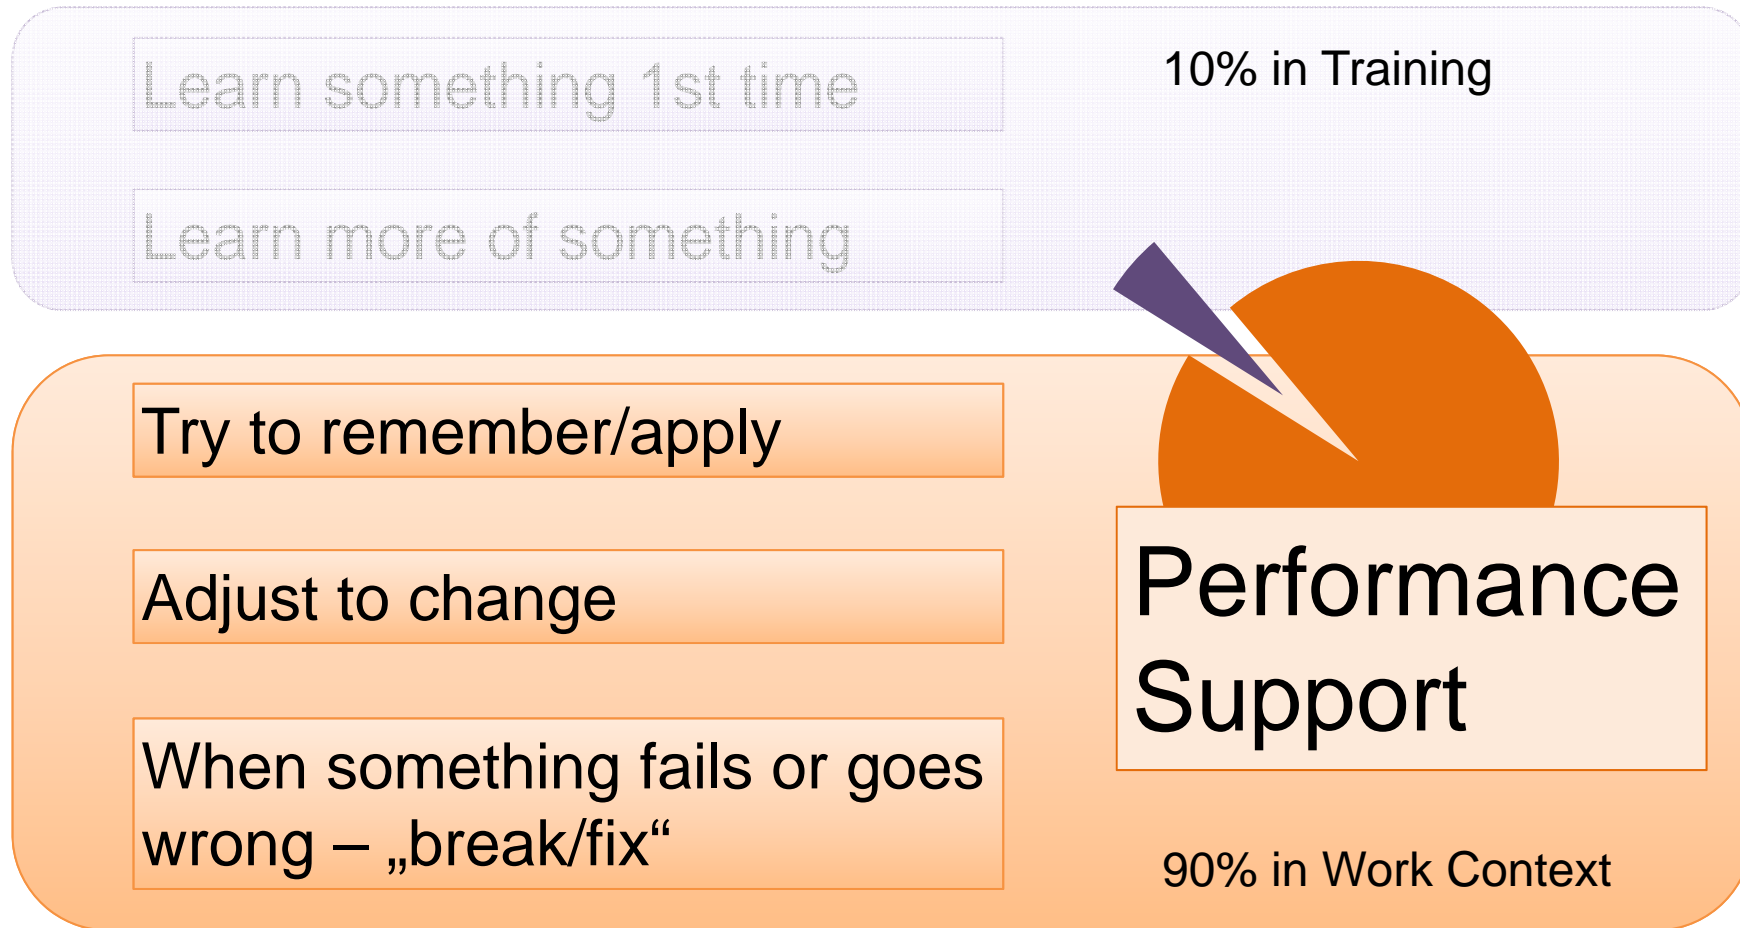 Learn something 1st time
10% in Training
Learn more of something
Try to remember/apply
Adjust to change
Performance
Support
When something fails or goes
wrong – „break/fix“
90% in Work Context